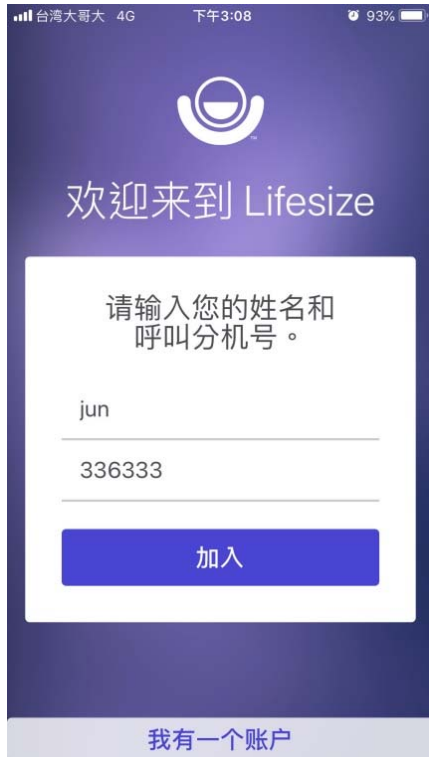 台湾大哥大 4G 下午3:08 93%
欢迎来到 Lifesize
请输入您的姓名和
呼叫分机号。
jun
336333
加入
我有一个账户